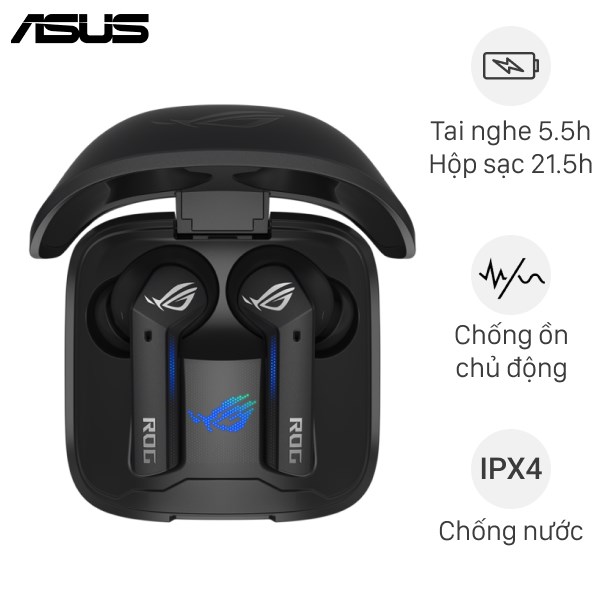 ASUS
Tai nghe 5.5h
Hộp sạc 21.5h
Chống ồn
chủ động
ROG
ROG
IPX4
Chống nước